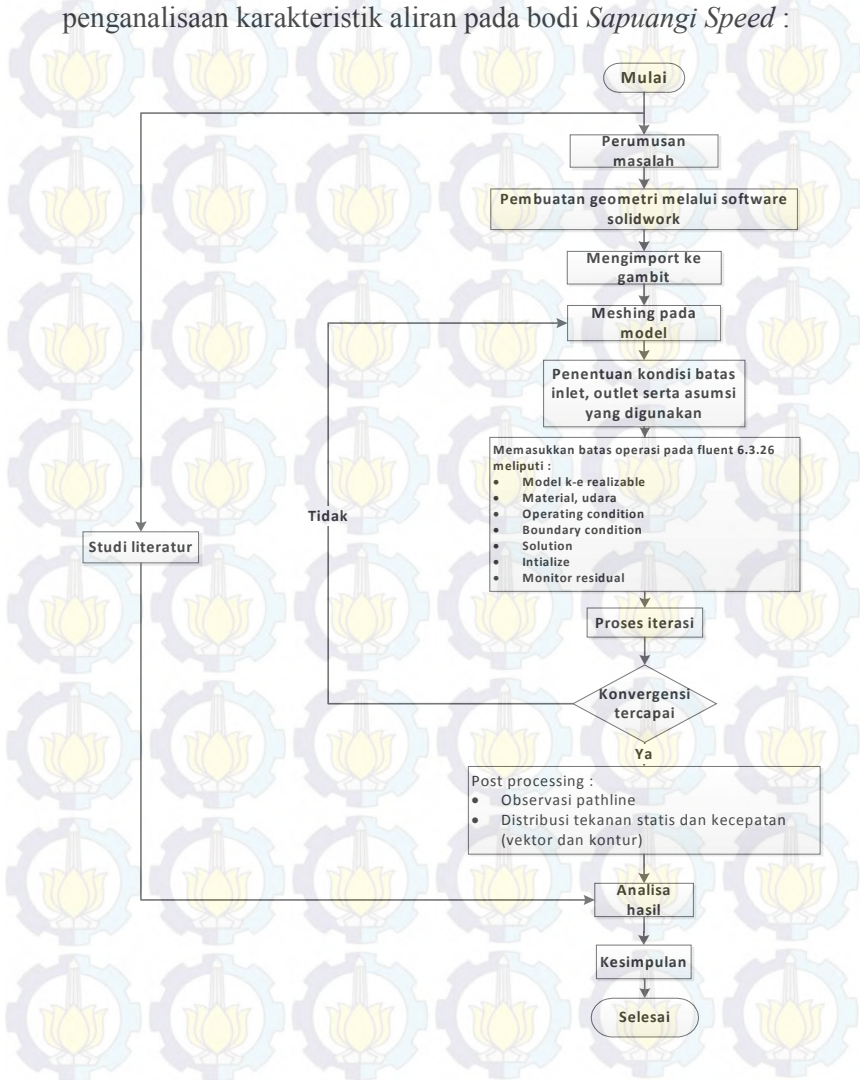 penganalisaan karakteristik aliran pada bodi Sapuangi Speed :
Mulai
Perumusan
masalah
Pembuatan geometri melalui software
solidwork
Mengimport ke
gambit
Meshing pada
model
Penentuan kondisi batas
inlet, outlet serta asumsi
yang digunakan
Memasukkan batas operasi pada fluent 6.3.26
meliputi :
• Model k-e realizable
• Material, udara
• Operating condition
• Boundary condition
• Solution
• Intialize
• Monitor residual
Tidak
Studi literatur
Proses iterasi
Konvergensi
tercapai
Ya
Post processing :
• Observasi pathline
• Distribusi tekanan statis dan kecepatan
(vektor dan kontur)
Analisa
hasil
Kesimpulan
Selesai